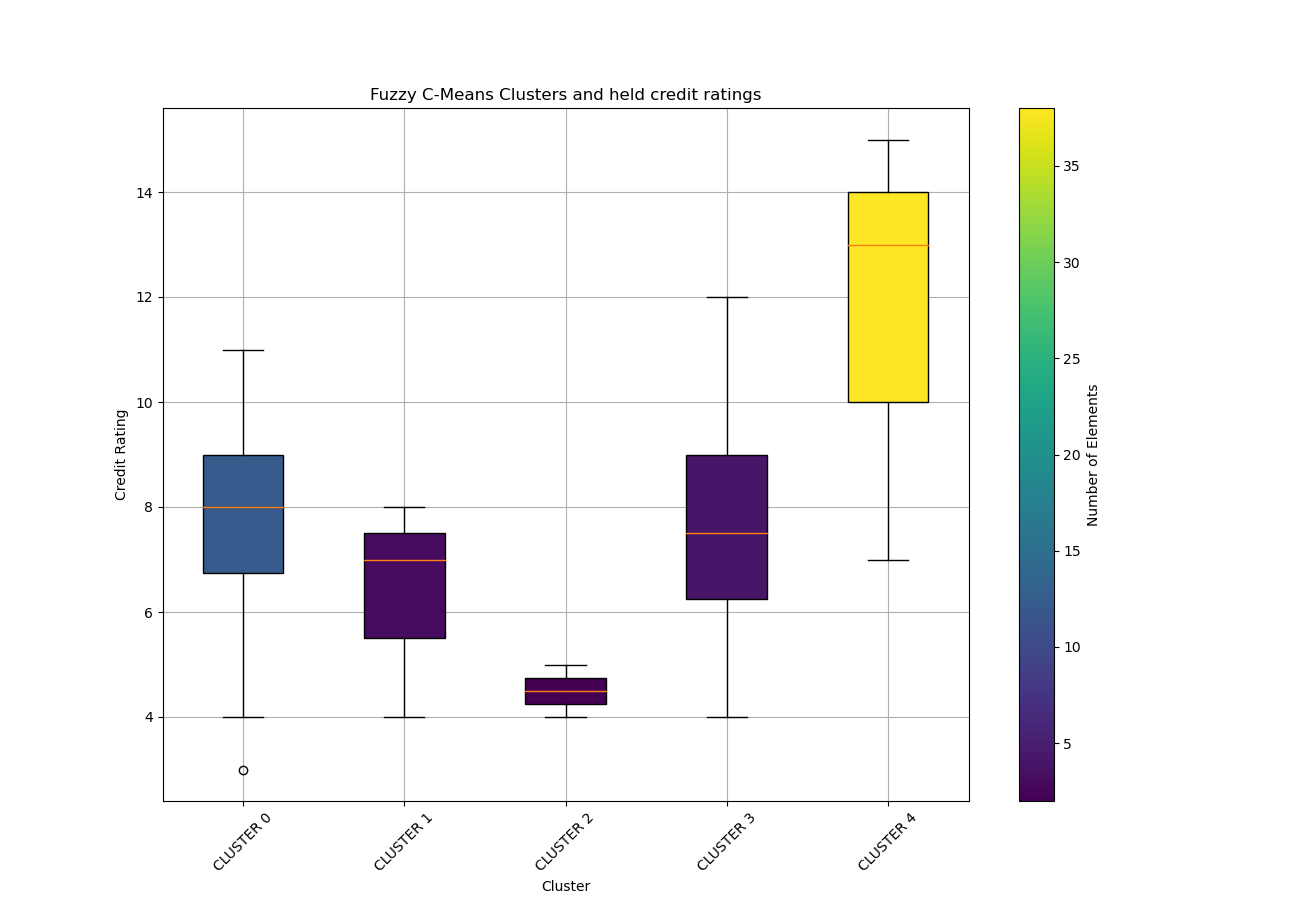 Fuzzy C-Means Clusters and held credit ratings
14
12
10
8
6
4
Credit Rating
CLUSTER 0
CLUSTER 1
CLUSTER 2
CLUSTER 3
CLUSTER 4
Cluster
35
30
25
20
15
10
5
Number of Elements